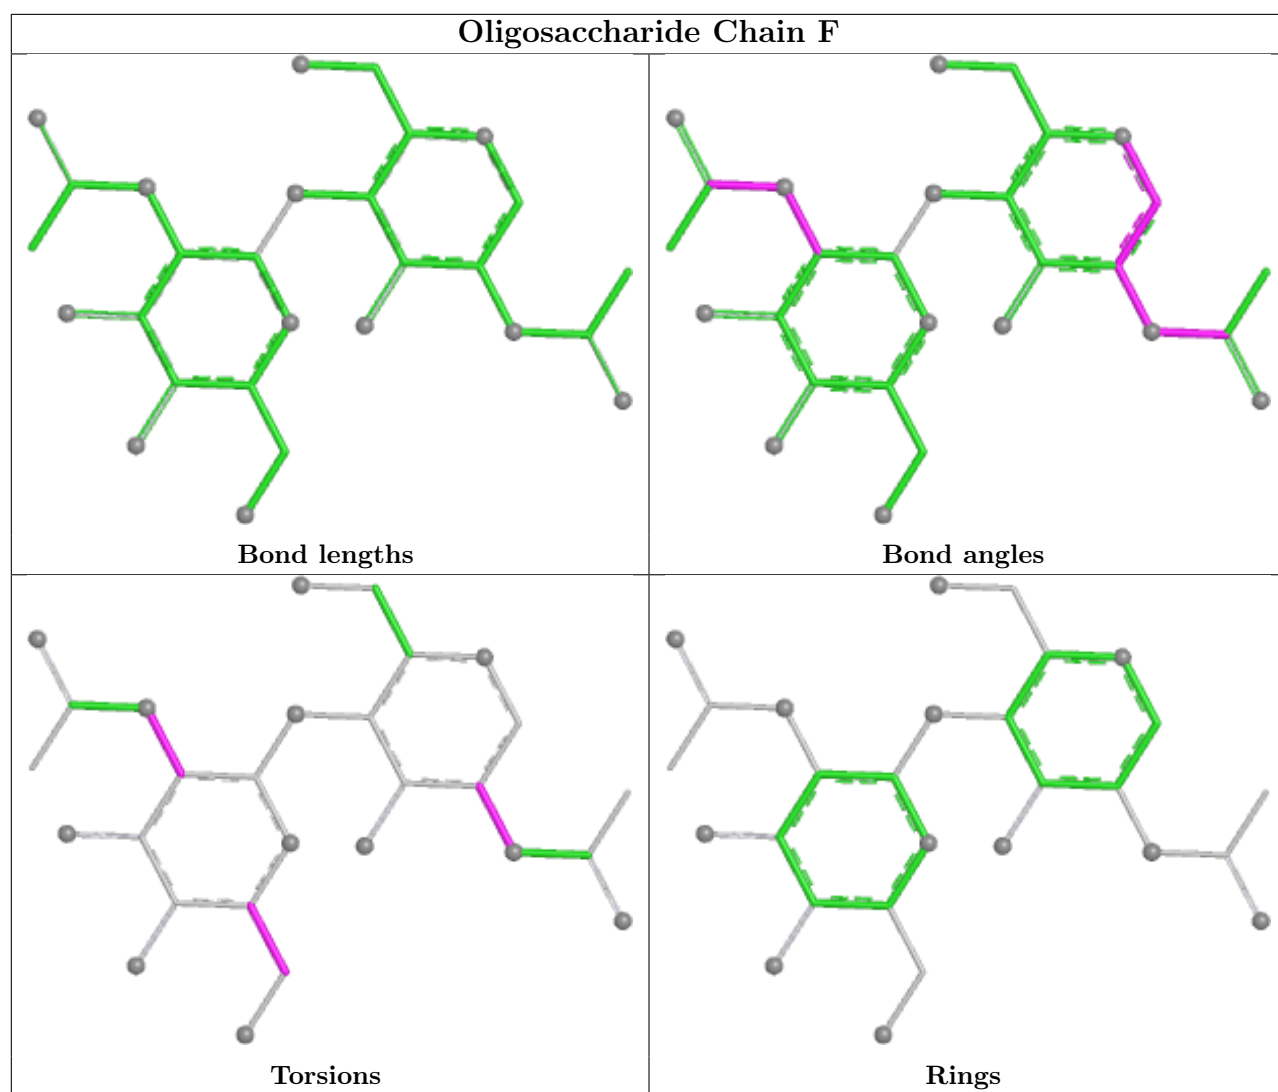 Oligosaccharide Chain F
Bond lengths
Bond angles
Torsions
Rings